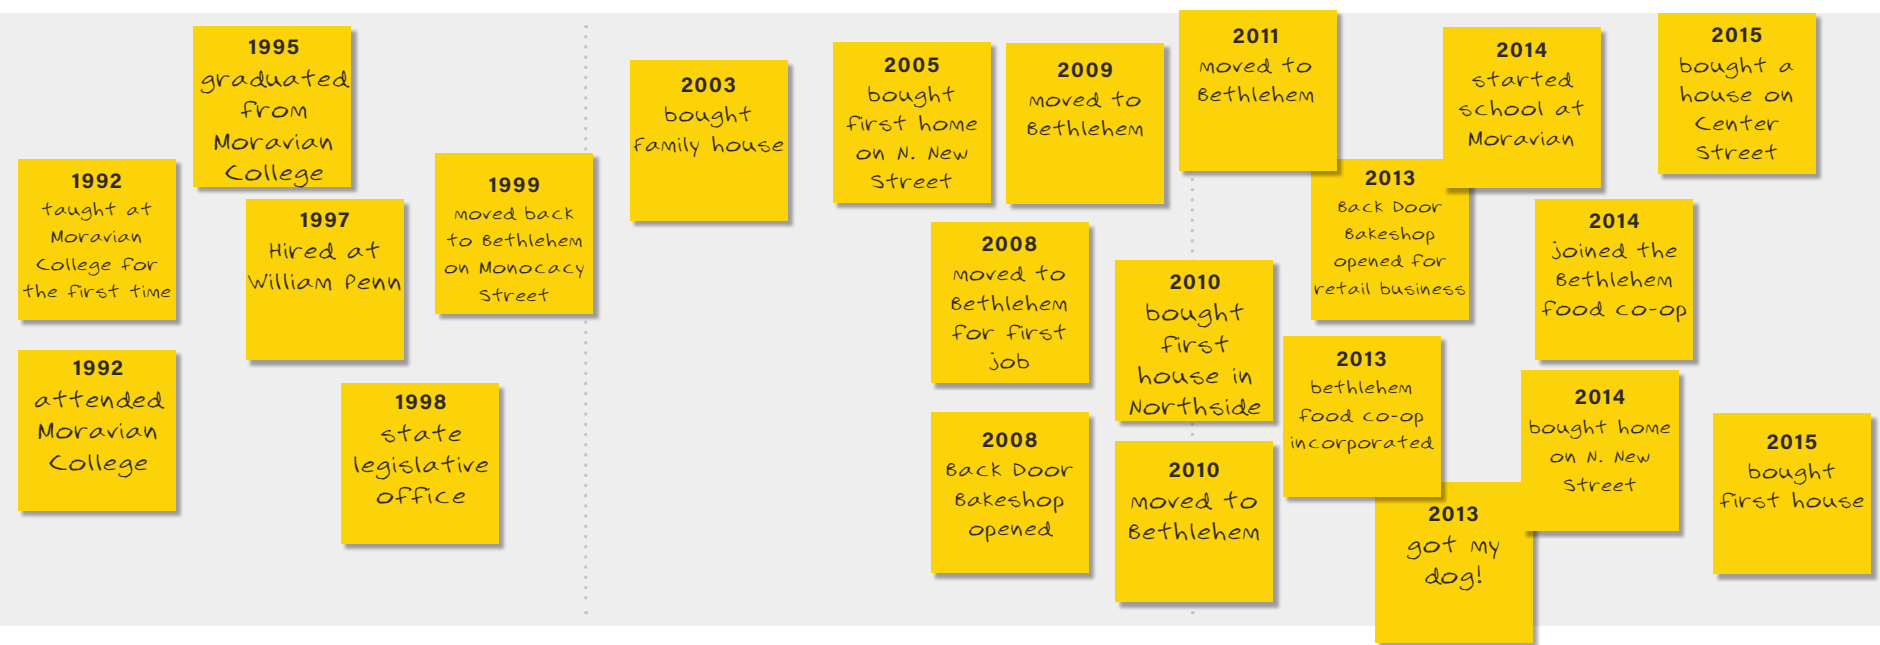 1992
taught at
Moravian
College for
the first time
1992
attended
Moravian
College
1995
graduated
from
Moravian
College
1997
Hired at
William Penn
1998
state
legislative
office
1999
moved back
to Bethlehem
on Monocacy
Street
2003
bought
Family house
2005
bought
first home
on N. New
Street
2008
moved to
Bethlehem
for first
job
2008
Back Door
Bakeshop
opened
2009
moved to
Bethlehem
2010
bought
first
house in
Northside
2010
moved to
Bethlehem
2011
moved to
Bethlehem
2013
Back Door
Bakeshop
opened for
retail business
2013
bethlehem
food co-op
incorporated
2013
got my
dog!
2014
started
school at
Moravian
2014
joined the
Bethlehem
food co-op
2014
bought home
on N. New
Street
2015
bought a
house on
Center
Street
2015
bought
first house